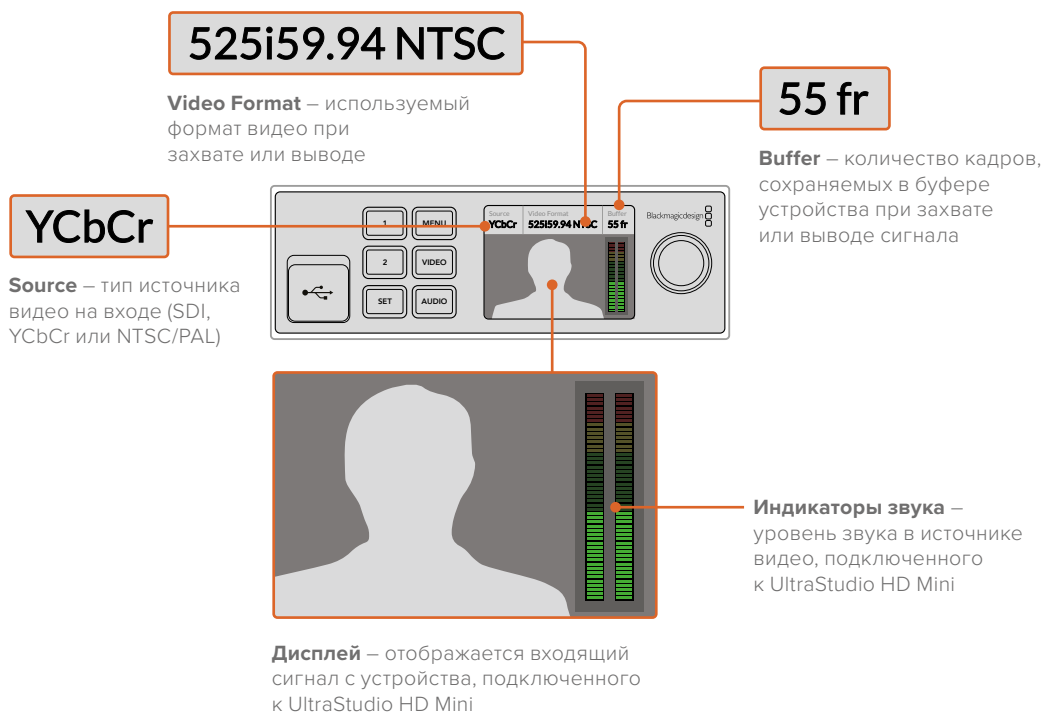 525i59.94 NTSC
Video Format – используемый
формат видео при
захвате или выводе
55 fr
Buffer – количество кадров,
сохраняемых в буфере
устройства при захвате
или выводе сигнала
YCbCr
Source – тип источника
видео на входе (SDI,
YCbCr или NTSC/PAL)
1
MENU
2
VIDEO
SET
AUDIO
Source
Video Format
Buffer
YCbCr
525i59.94 NTSC
55 fr
Blackmagicdesign
Индикаторы звука –
уровень звука в источнике
видео, подключенного
к UltraStudio HD Mini
Дисплей – отображается входящий
сигнал с устройства, подключенного
к UltraStudio HD Mini